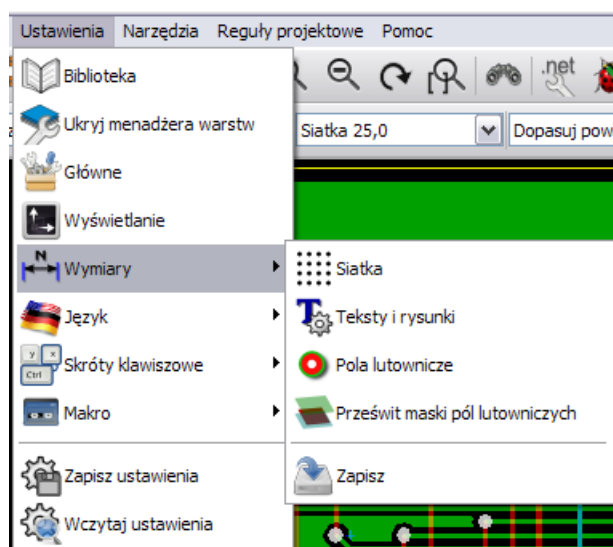 Ustawienia Narzędzia Reguły projektowe Pomoc
Biblioteka
.net
Ukryj menadżera warstw
Siatka 25,0 Dopasuj pow
Główne
Wyświetlanie
N
Wymiary
Siatka
Język
T Teksty i rysunki
y x
Ctrl
Skróty klawiszowe
Pola lutownicze
Makro
Prześwit maski pól lutowniczych
Zapisz ustawienia
Zapisz
Wczytaj ustawienia